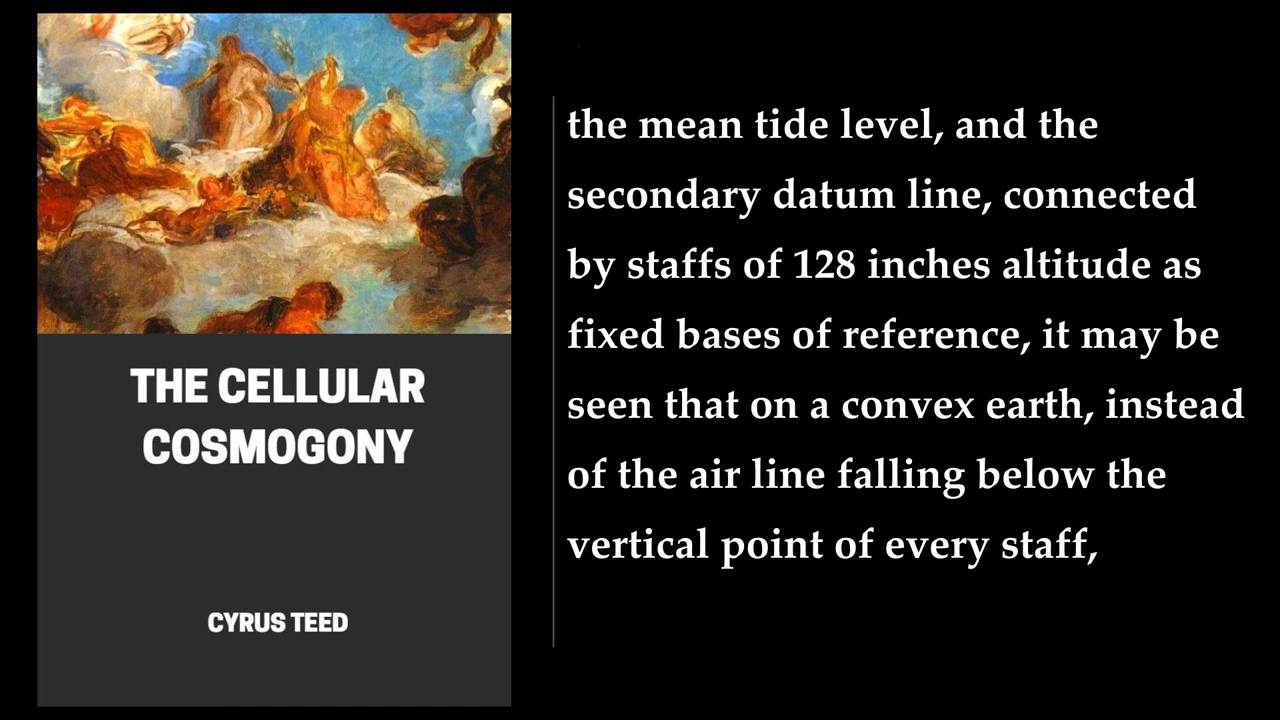 THE CELLULAR
COSMOGONY
CYRUS TEED
the mean tide level, and the
secondary datum line, connected
by staffs of 128 inches altitude as
fixed bases of reference, it may be
seen that on a convex earth, instead
of the air line falling below the
vertical point of every staff,